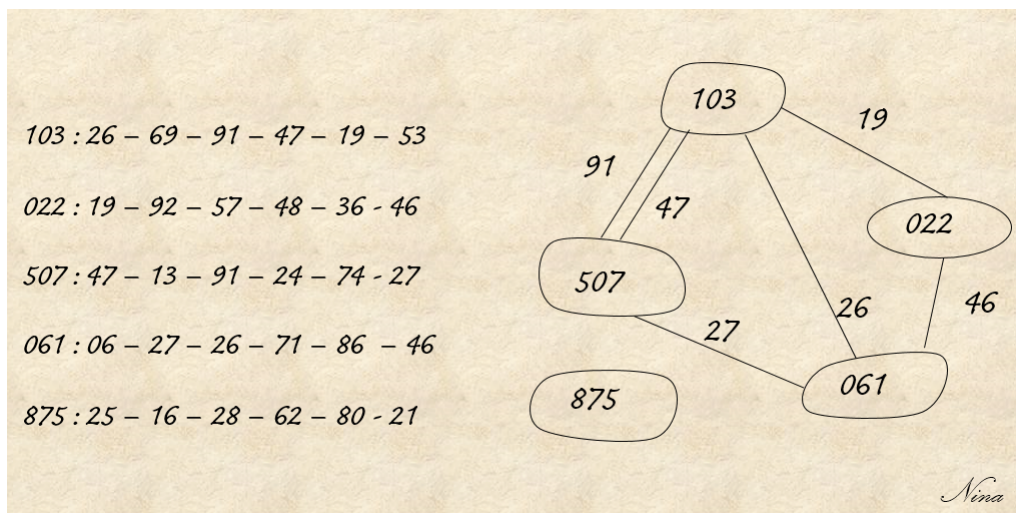 103 : 26 – 69 – 91 – 47 – 19 – 53
022 : 19 – 92 – 57 – 48 – 36 - 46
507 : 47 – 13 – 91 – 24 – 74 - 27
061 : 06 – 27 – 26 – 71 – 86 – 46
875 : 25 – 16 – 28 – 62 – 80 - 21
103
19
91
47
022
507
26
46
27
061
875
Nina